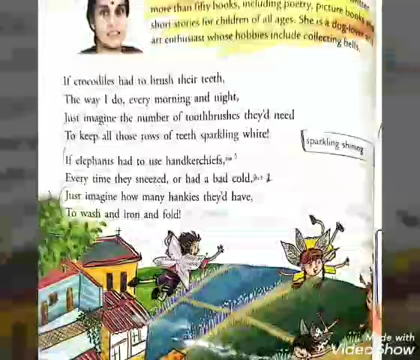 more than fifty books, including poetry, picture books
short stories for children of all ages. She is a dog-lover
art enthusiast whose hobbies include collecting bells.
If crocodiles had to brush their teeth,
The way I do, every morning and night,
Just imagine the number of toothbrushes they'd need
To keep all those rows of teeth sparkling white!
sparkling shining
If elephants had to use handkerchiefs,
Every time they sneezed, or had a bad cold,
Just imagine how many hankies they'd have,
To wash and iron and fold!
Made with
VideoShow